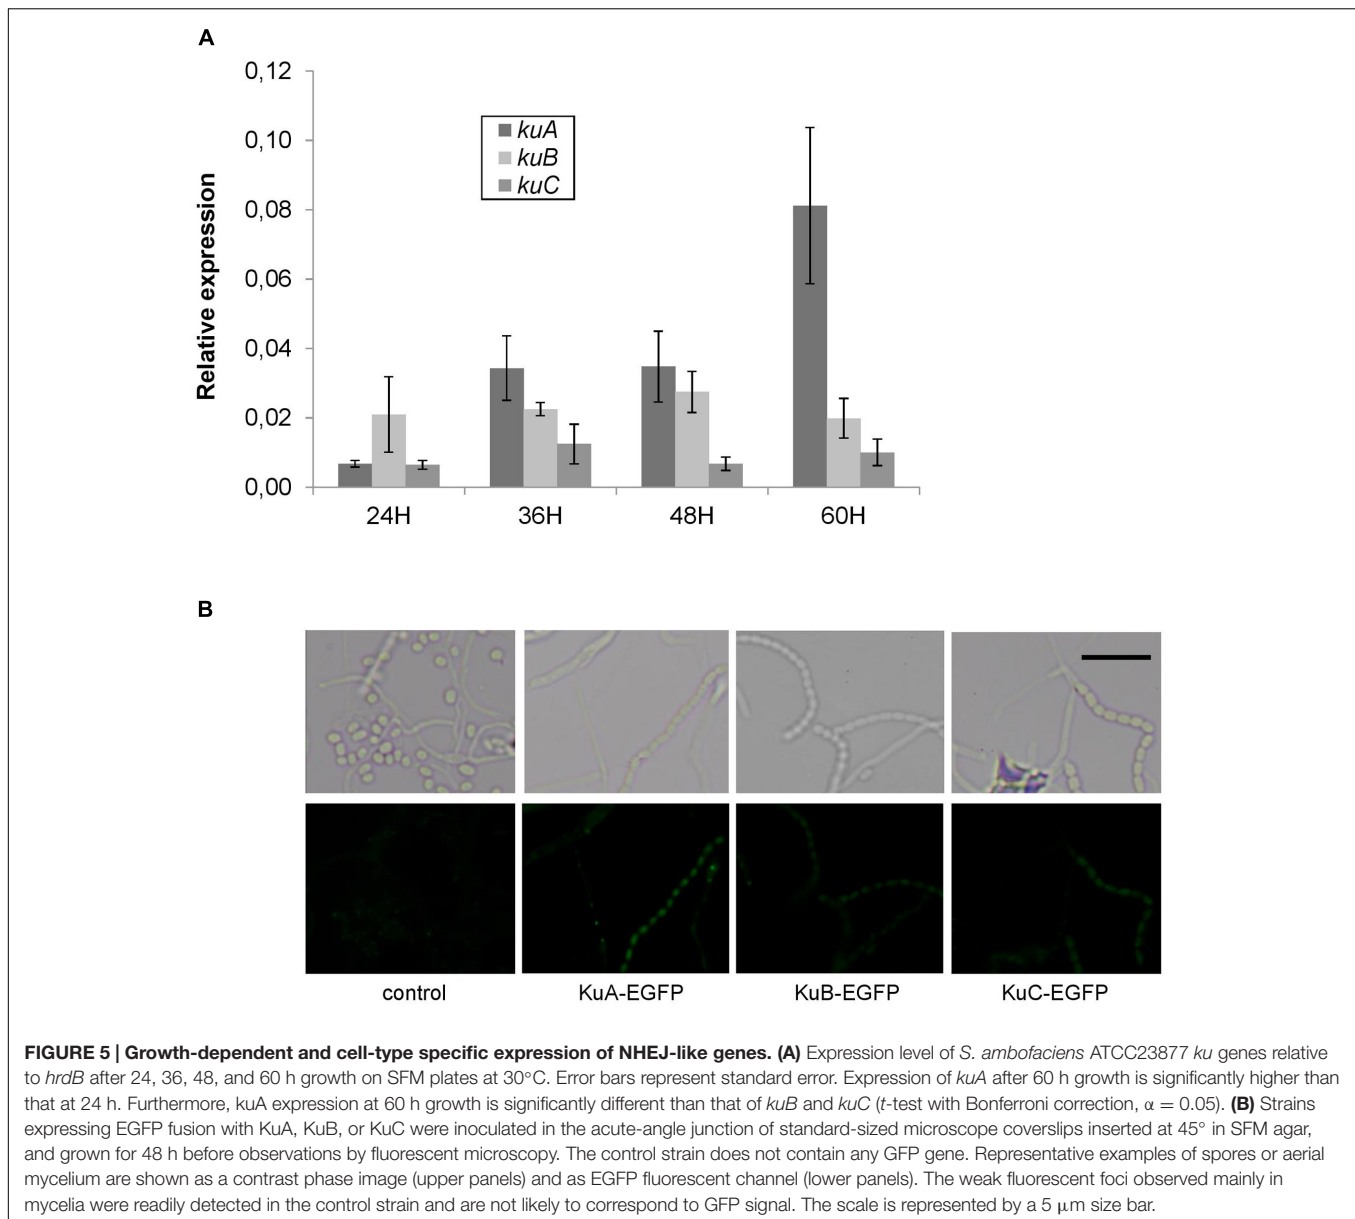 A
0,12
0,10
0,08
0,06
0,04
0,02
0,00
Relative expression
kuA
kuB
kuC
24H 36H 48H 60H
B
control KuA-EGFP KuB-EGFP KuC-EGFP
FIGURE 5 | Growth-dependent and cell-type specific expression of NHEJ-like genes. (A) Expression level of S. ambofaciens ATCC23877 ku genes relative
to hrdB after 24, 36, 48, and 60 h growth on SFM plates at 30°C. Error bars represent standard error. Expression of kuA after 60 h growth is significantly higher than
that at 24 h. Furthermore, kuA expression at 60 h growth is significantly different than that of kuB and kuC (t-test with Bonferroni correction, α = 0.05). (B) Strains
expressing EGFP fusion with KuA, KuB, or KuC were inoculated in the acute-angle junction of standard-sized microscope coverslips inserted at 45° in SFM agar,
and grown for 48 h before observations by fluorescent microscopy. The control strain does not contain any GFP gene. Representative examples of spores or aerial
mycelium are shown as a contrast phase image (upper panels) and as EGFP fluorescent channel (lower panels). The weak fluorescent foci observed mainly in
mycelia were readily detected in the control strain and are not likely to correspond to GFP signal. The scale is represented by a 5 μm size bar.